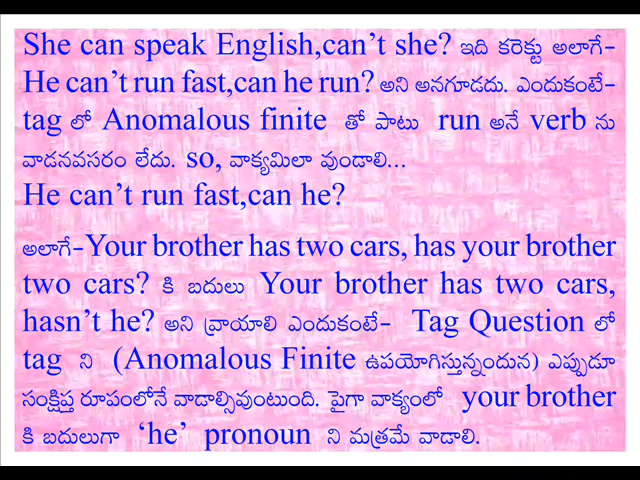 She can speak English,can't she? ఇది కరెక్టు అలాగే-
He can't run fast,can he run? అని అనగూడదు. ఎందుకంటే-
tag లో Anomalous finite తో పాటు run అనే verb ను
వాడనవసరం లేదు. so, వాక్యమిలా వుండాలి...
He can't run fast,can he?
అలాగే-Your brother has two cars, has your brother
two cars? కి బదులు Your brother has two cars,
hasn't he? అని వ్రాయాలి ఎందుకంటే- Tag Question లో
tag ని (Anomalous Finite ఉపయోగిస్తున్నందున) ఎప్పుడూ
సంక్షిప్త రూపంలోనే వాడాల్సివుంటుంది. పైగా వాక్యంలో your brother
కి బదులుగా 'he' pronoun ని మత్రమే వాడాలి.